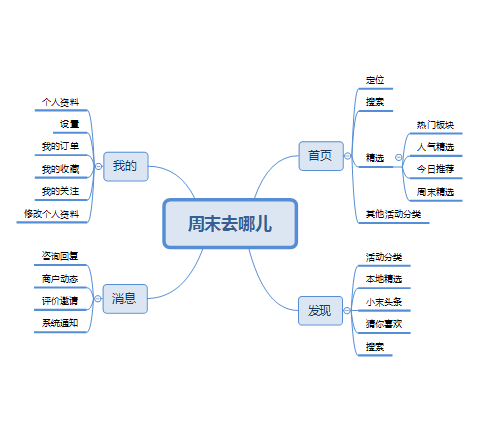 周末去哪儿
首页
定位
搜索
精选
热门板块
人气精选
今日推荐
周末精选
其他活动分类
发现
活动分类
本地精选
小末头条
猜你喜欢
搜索
我的
个人资料
设置
我的订单
我的收藏
我的关注
修改个人资料
消息
咨询回复
商户动态
评价邀请
系统通知